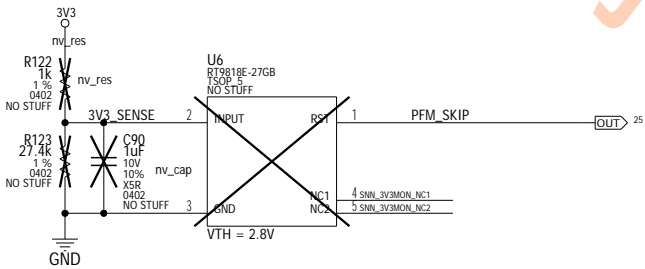 3V3
nv_res
R122
1k
1 %
0402
NO STUFF
nv_res
U6
RT9818E-27GB
TSOP_5
NO STUFF
3V3_SENSE
2
INPUT
RST
1
PFM_SKIP
OUT
25
R123
27.4k
1 %
0402
NO STUFF
C90
1uF
10V
10%
X5R
0402
NO STUFF
nv_cap
3
GND
NC1
4
SNN_3V3MON_NC1
NC2
5
SNN_3V3MON_NC2
VTH = 2.8V
GND